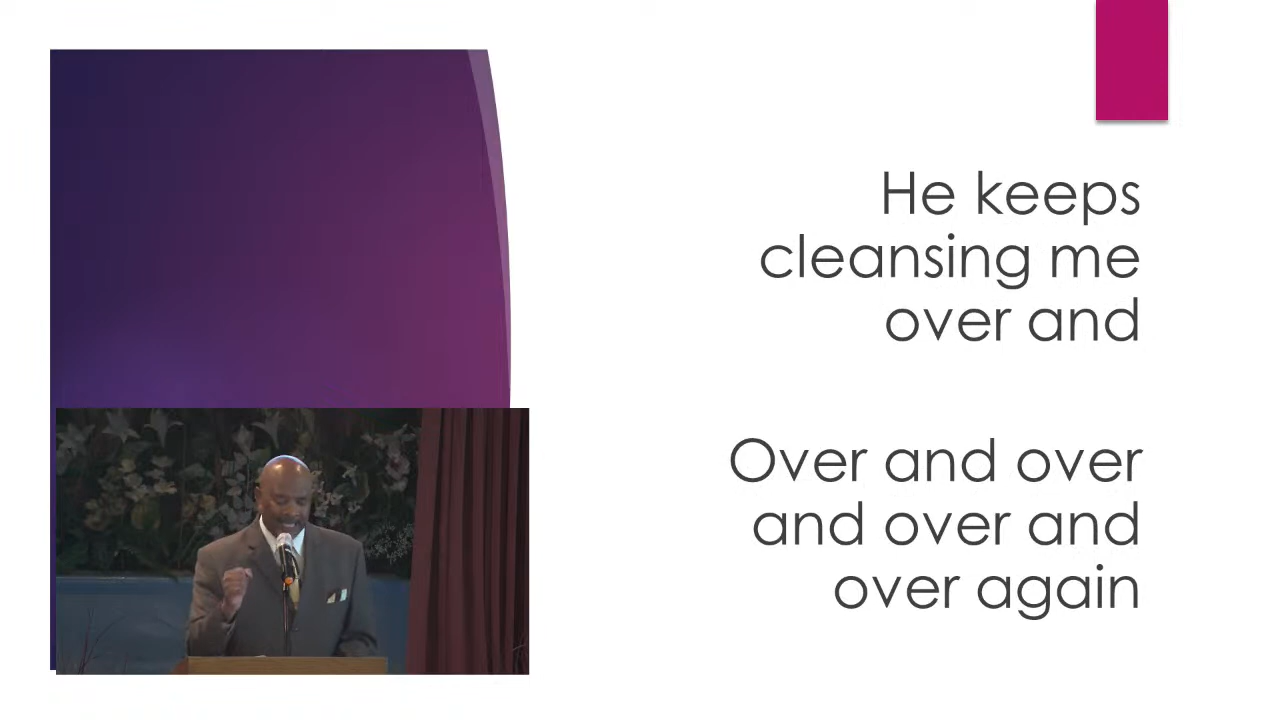 He keeps
cleansing me
over and
Over and over
and over and
over again